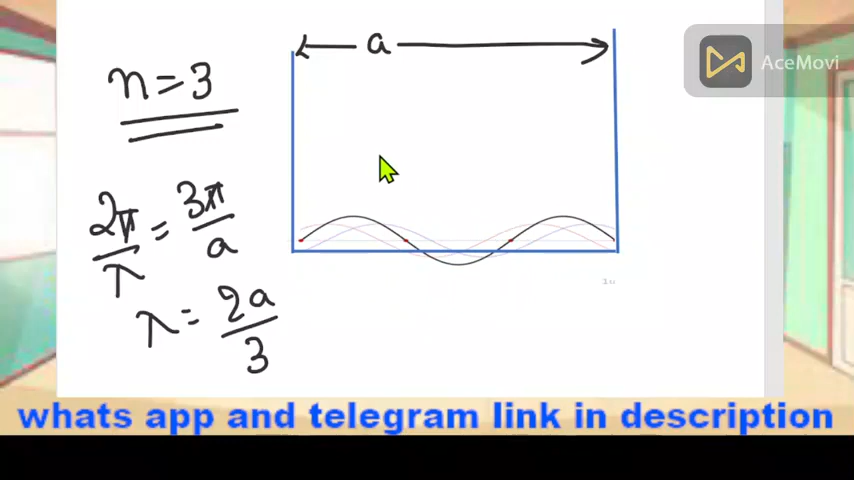 n=3
a
AceMovi
2π/λ = 3π/a
λ = 2a/3
whats app and telegram link in description